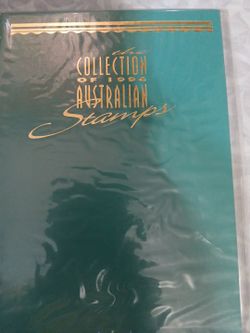 the
COLLECTION
OF 1996
AUSTRALIAN
Stamps